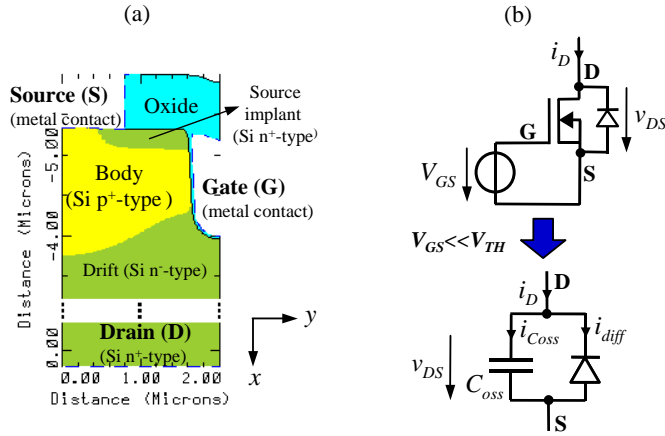 (a)
Source (S)
(metal contact)
Oxide
Source
implant
(Si n+-type)
Body
(Si p+-type)
Gate (G)
(metal contact)
Drift (Si n--type)
Drain (D)
(Si n+-type)
-5.00
-4.00
0.00
Distance (Microns)
0.00 1.00 2.00
Distance (Microns)
y
x
(b)
iD
D
G
S
vDS
VGS
VGS<<VTH
iD
D
iCoss
idiff
vDS
Coss
S